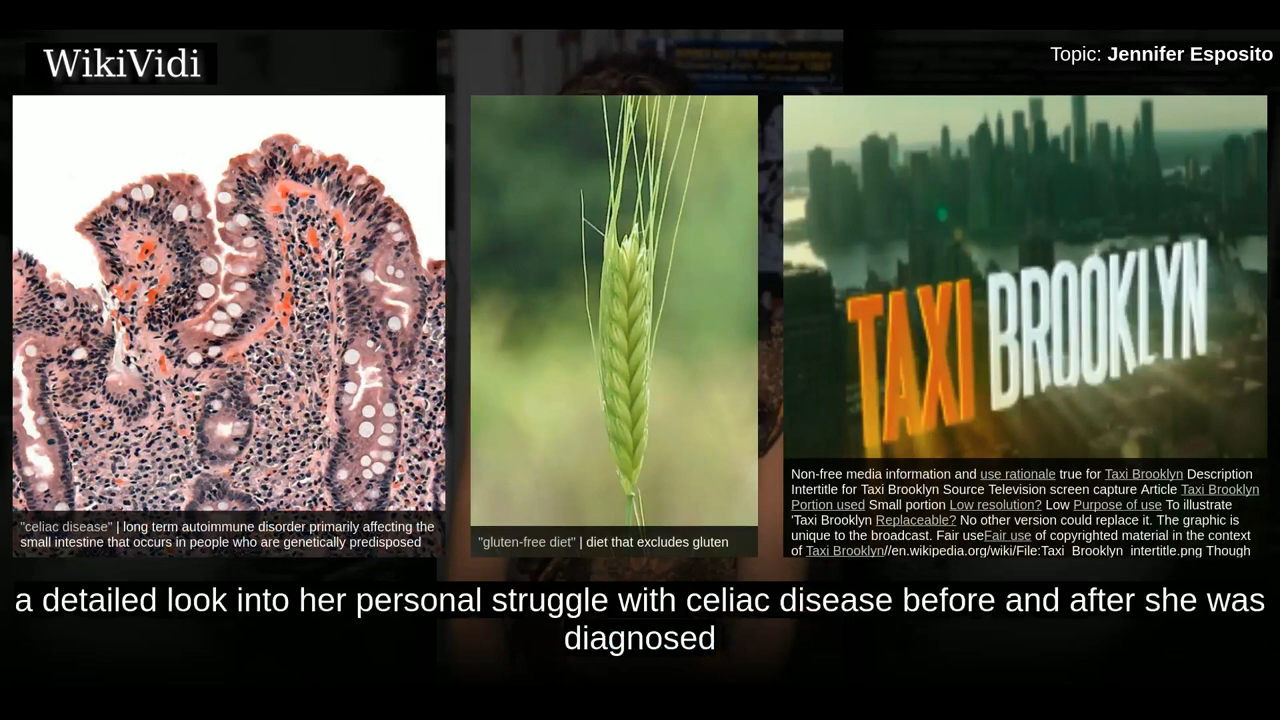 WikiVidi
Topic: Jennifer Esposito
TAXI BROOKLYN
"celiac disease" | long term autoimmune disorder primarily affecting the
small intestine that occurs in people who are genetically predisposed
"gluten-free diet" | diet that excludes gluten
Non-free media information and use rationale true for Taxi Brooklyn Description
Intertitle for Taxi Brooklyn Source Television screen capture Article Taxi Brooklyn
Portion used Small portion Low resolution? Low Purpose of use To illustrate
'Taxi Brooklyn Replaceable? No other version could replace it. The graphic is
unique to the broadcast. Fair useFair use of copyrighted material in the context
of Taxi Brooklyn//en.wikipedia.org/wiki/File:Taxi_Brooklyn_intertitle.png Though
a detailed look into her personal struggle with celiac disease before and after she was
diagnosed